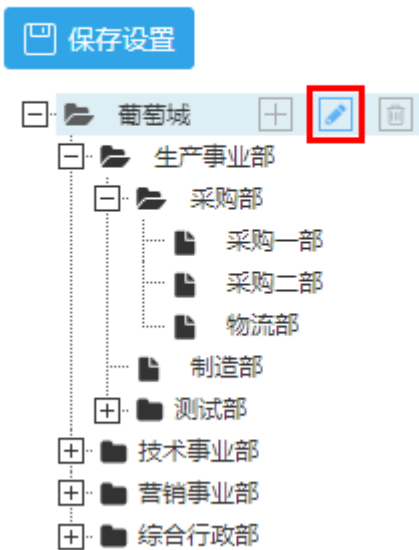 保存设置
葡萄城
生产事业部
采购部
采购一部
采购二部
物流部
制造部
测试部
技术事业部
营销事业部
综合行政部